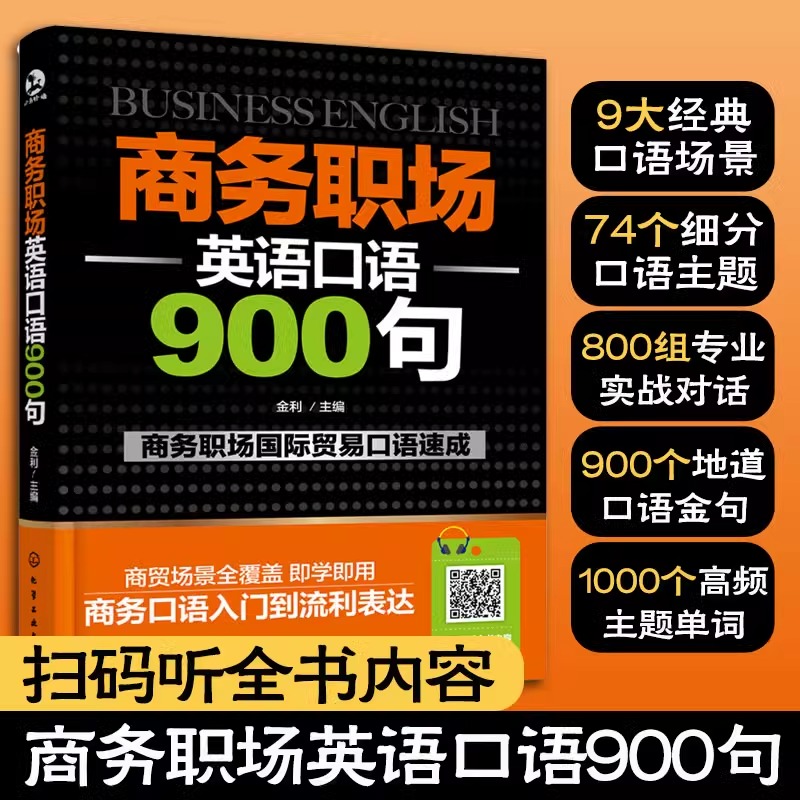 BUSINESS ENGLISH
商务职场
英语口语
900句
金利 / 主编
商务职场国际贸易口语速成
商贸场景全覆盖 即学即用
商务口语入门到流利表达
商务职场英语口语900句
金利 / 主编
9大经典
口语场景
74个细分
口语主题
800组专业
实战对话
900个地道
口语金句
1000个高频
主题单词
扫码听全书内容
商务职场英语口语900句